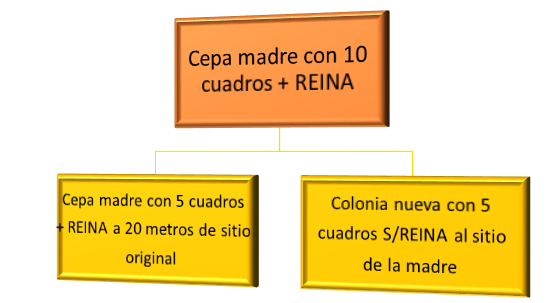 Cepa madre con 10
cuadros + REINA
Cepa madre con 5 cuadros
+ REINA a 20 metros de sitio
original
Colonia nueva con 5
cuadros S/REINA al sitio
de la madre